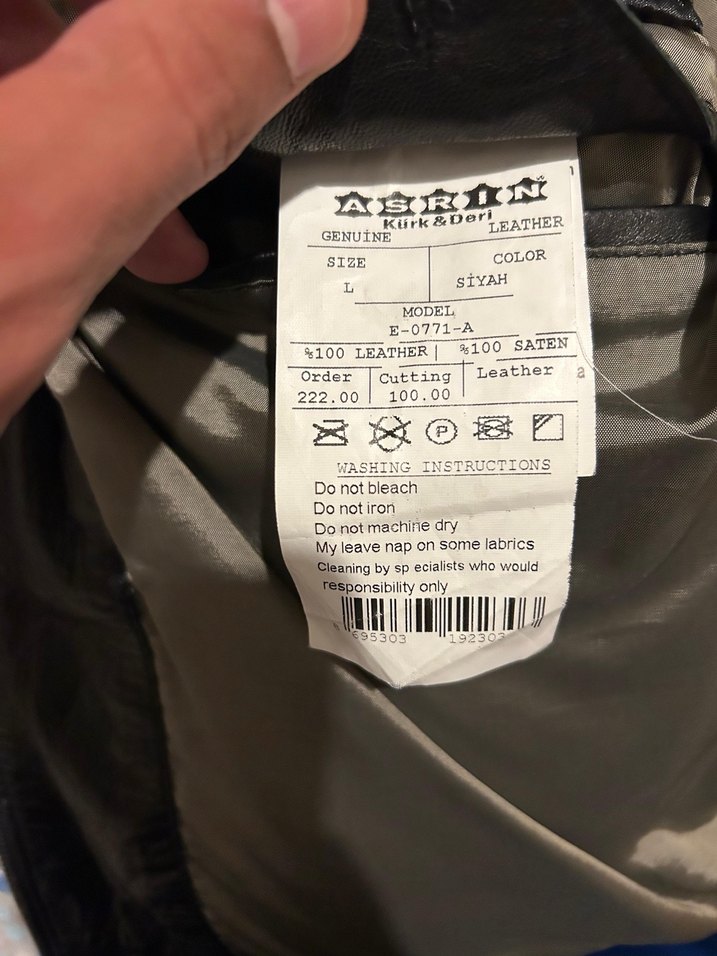 ASRIN
Kürk & Deri
GENUİNE LEATHER
SIZE COLOR
L SİYAH
MODEL
E-0771-A
%100 LEATHER | %100 SATEN
Order Cutting Leather
222.00 100.00
P
WASHING INSTRUCTIONS
Do not bleach
Do not iron
Do not machine dry
My leave nap on some labrics
Cleaning by sp ecialists who would
responsibility only
695303 192303